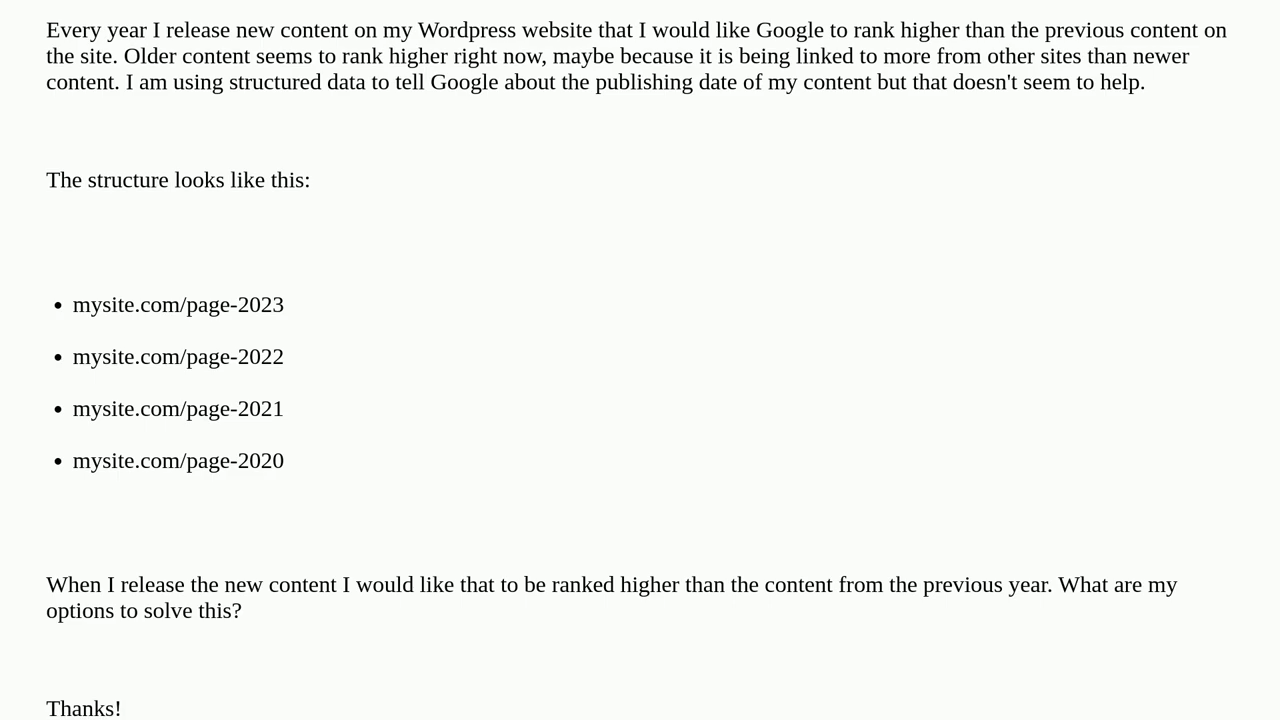 Every year I release new content on my Wordpress website that I would like Google to rank higher than the previous content on
the site. Older content seems to rank higher right now, maybe because it is being linked to more from other sites than newer
content. I am using structured data to tell Google about the publishing date of my content but that doesn't seem to help.
The structure looks like this:
• mysite.com/page-2023
• mysite.com/page-2022
• mysite.com/page-2021
• mysite.com/page-2020
When I release the new content I would like that to be ranked higher than the content from the previous year. What are my
options to solve this?
Thanks!